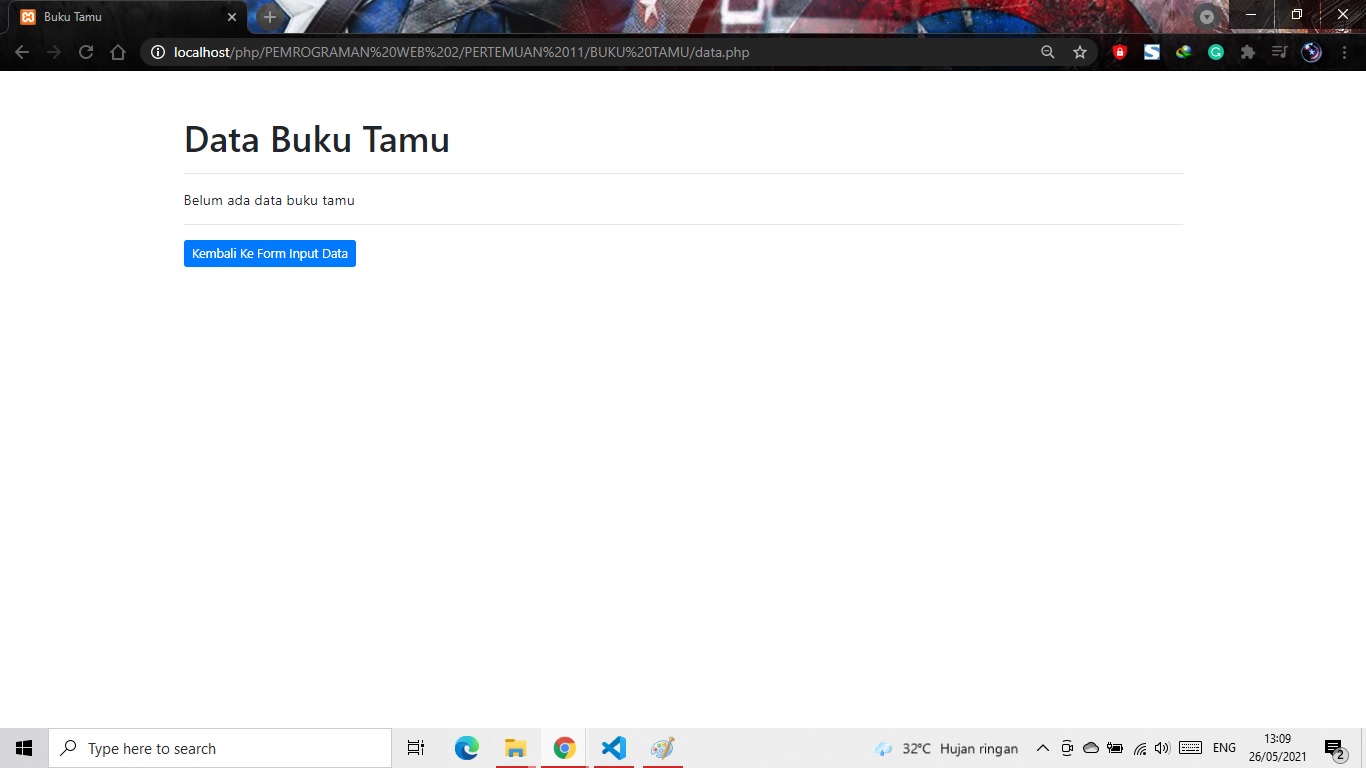 Buku Tamu
localhost/php/PEMROGRAMAN%20WEB%202/PERTEMUAN%2011/BUKU%20TAMU/data.php
Data Buku Tamu
Belum ada data buku tamu
Kembali Ke Form Input Data
Type here to search
32°C Hujan ringan
ENG
13:09
26/05/2021
2